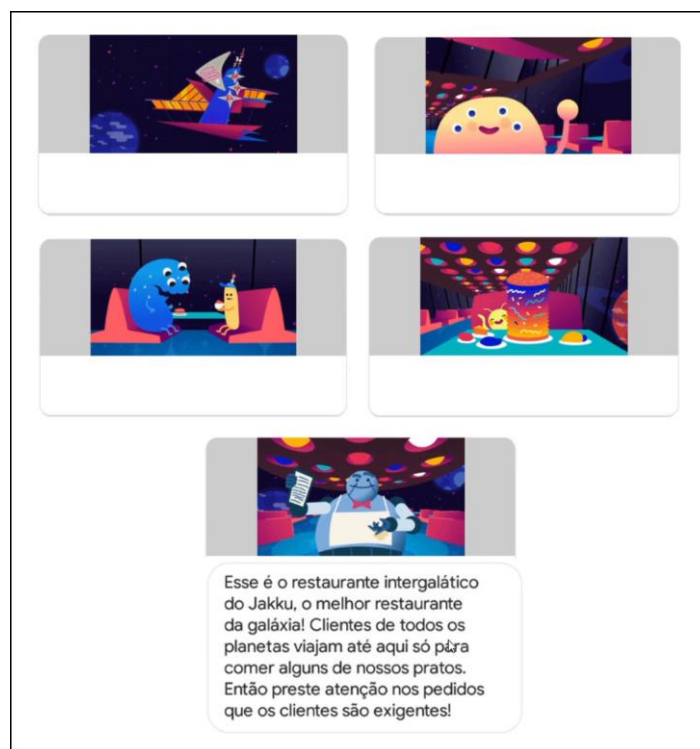 Esse é o restaurante intergalático
do Jakku, o melhor restaurante
da galáxia! Clientes de todos os
planetas viajam até aqui só para
comer alguns de nossos pratos.
Então preste atenção nos pedidos
que os clientes são exigentes!